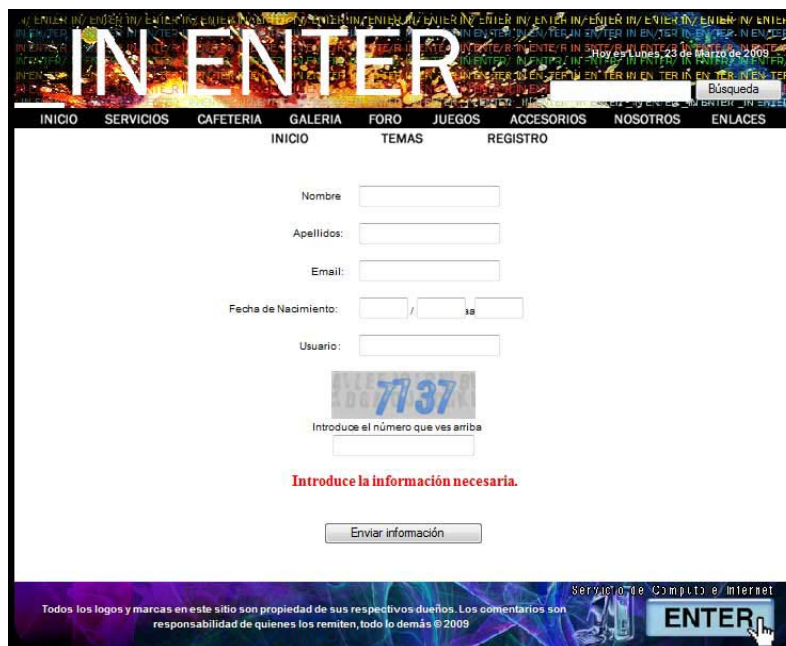 _IN ENTER
Hoy es Lunes, 23 de Marzo de 2009
Búsqueda
INICIO SERVICIOS CAFETERIA GALERIA FORO JUEGOS ACCESORIOS NOSOTROS ENLACES
INICIO TEMAS REGISTRO
Nombre
Apellidos:
Email:
Fecha de Nacimiento: / aa
Usuario:
7137
Introduce el número que ves arriba
Introduce la información necesaria.
Enviar información
Servicio de Computo e Internet
Todos los logos y marcas en este sitio son propiedad de sus respectivos dueños. Los comentarios son
responsabilidad de quienes los remiten, todo lo demás © 2009
ENTER